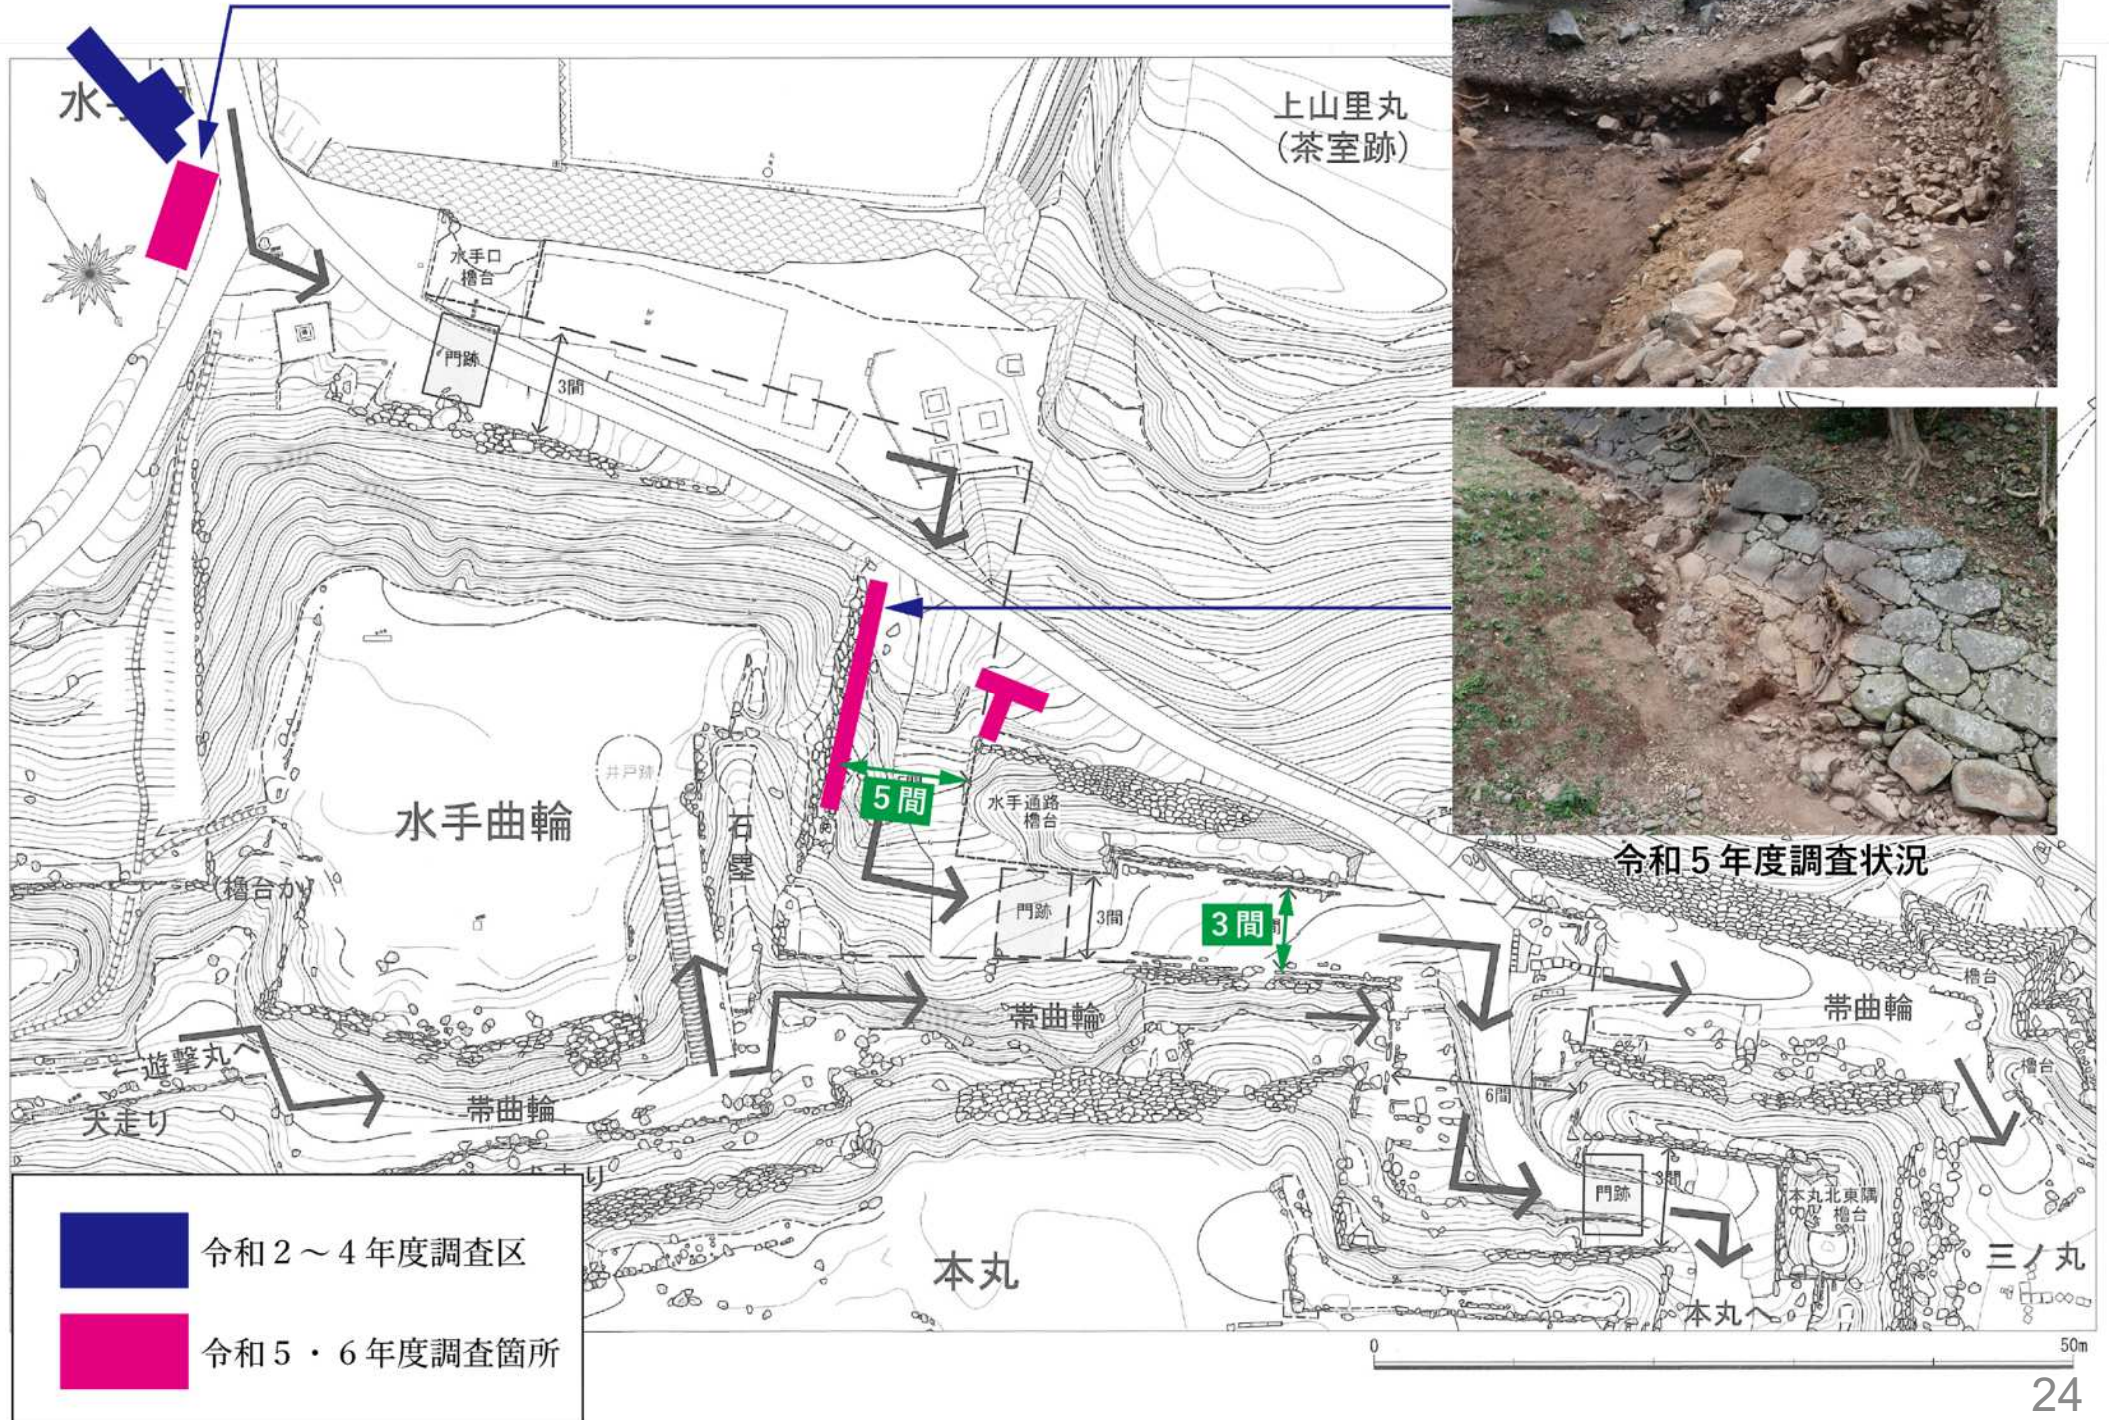 上山里丸
(茶室跡)
水手口
櫓台
門跡
3間
水手曲輪
井戸跡
石塁
5間
水手通路
櫓台
門跡
3間
3間
令和5年度調査状況
(櫓台か)
帯曲輪
帯曲輪
櫓台
櫓台
←遊撃丸へ
犬走り
帯曲輪
6間
門跡
3間
本丸北東隅
櫓台
本丸
三ノ丸
本丸へ
令和2～4年度調査区
令和5・6年度調査箇所
0
50m
24